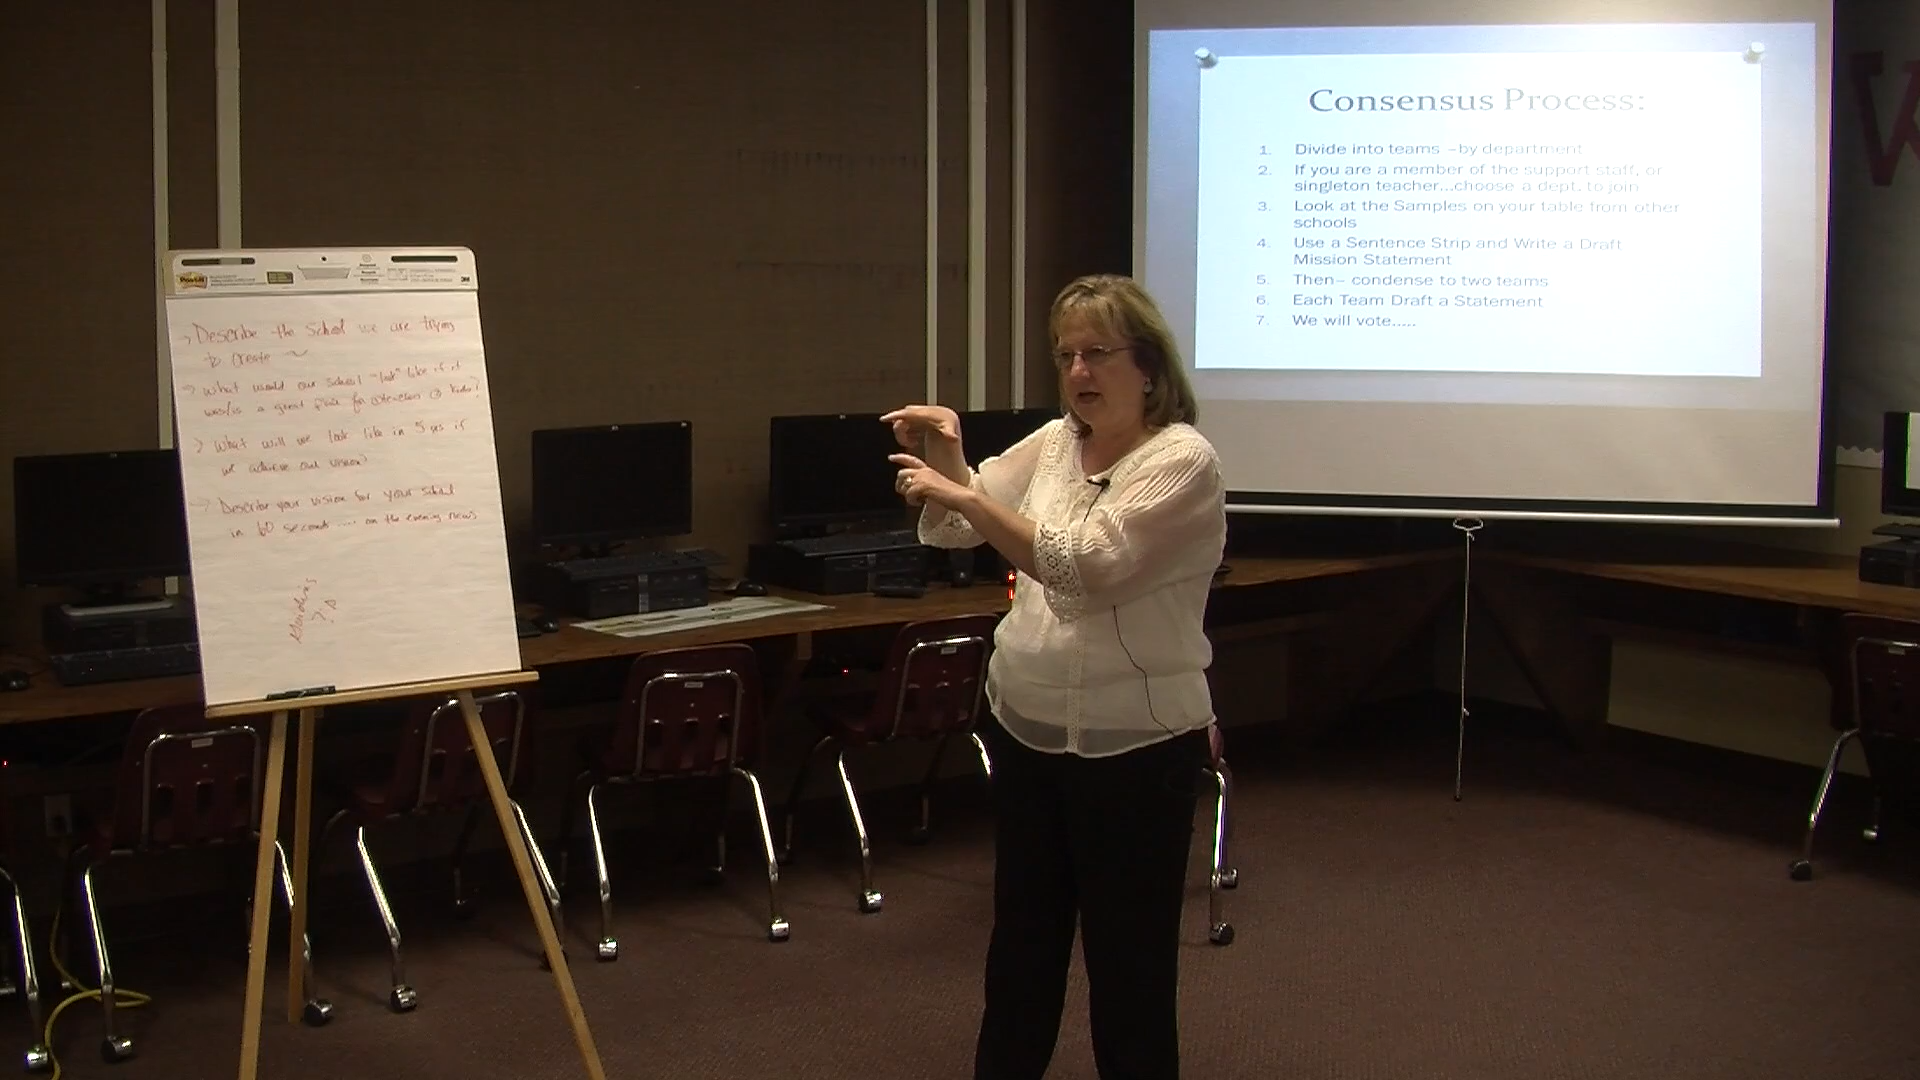 Describe the School we are trying
to create
What would our school "look" like if it
was/is a great place for
What will we look like in 5 yrs if
we achieve our vision?
Describe your vision for your school
in 60 seconds ..... on the evening news
Consensus Process:
1. Divide into teams –by department
2. If you are a member of the support staff, or
singleton teacher...choose a dept. to join
3. Look at the Samples on your table from other
schools
4. Use a Sentence Strip and Write a Draft
Mission Statement
5. Then– condense to two teams
6. Each Team Draft a Statement
7. We will vote.....